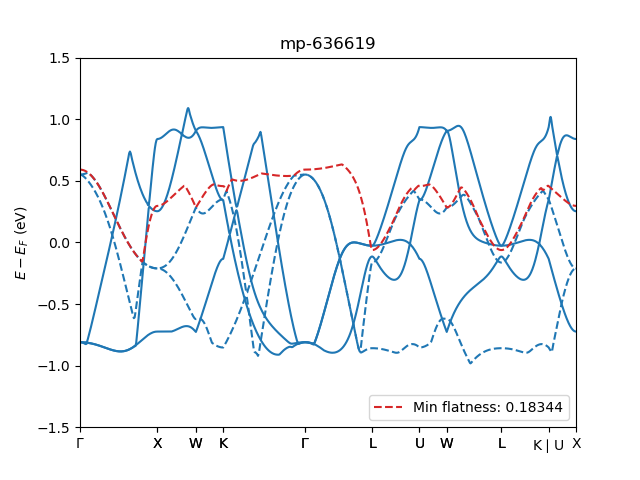 mp-636619
E − E_F (eV)
1.5
1.0
0.5
0.0
−0.5
−1.0
−1.5
Min flatness: 0.18344
Γ X W K Γ L U W L K | U X